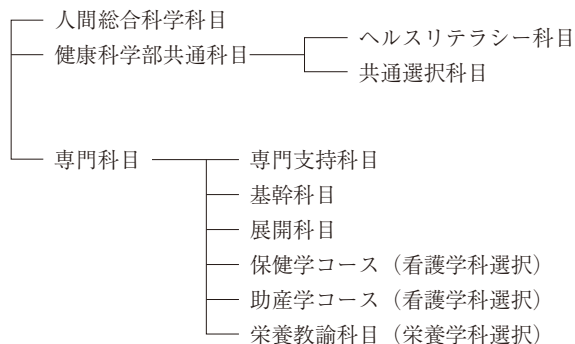 人間総合科学科目
健康科学部共通科目
ヘルスリテラシー科目
共通選択科目
専門科目
専門支持科目
基幹科目
展開科目
保健学コース（看護学科選択）
助産学コース（看護学科選択）
栄養教諭科目（栄養学科選択）